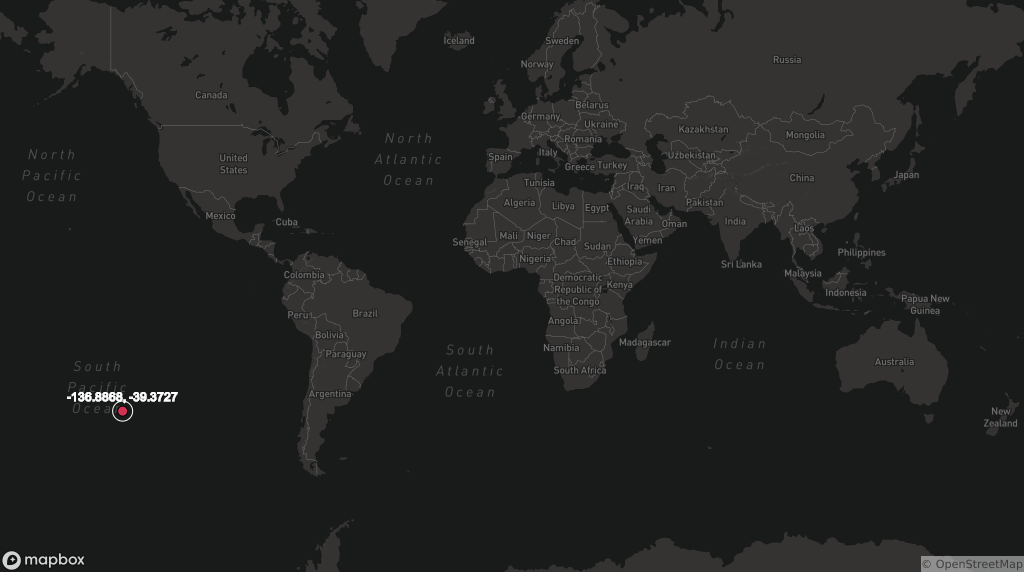 Iceland
Sweden
Norway
Russia
Canada
Belarus
Germany
Ukraine
Kazakhstan
Mongolia
Romania
North
Atlantic
Ocean
North
Pacific
Ocean
United
States
Spain
Italy
Greece
Turkey
Uzbekistan
China
Japan
Tunisia
Iraq
Iran
Algeria
Libya
Egypt
Pakistan
Saudi
Arabia
Oman
India
Mexico
Cuba
Laos
Senegal
Mali
Niger
Chad
Sudan
Yemen
Philippines
Nigeria
Ethiopia
Sri Lanka
Malaysia
Colombia
Democratic
Republic of
the Congo
Kenya
Indonesia
Papua New
Guinea
Peru
Brazil
Angola
Bolivia
Paraguay
Namibia
Madagascar
South Africa
South
Atlantic
Ocean
Indian
Ocean
Australia
South
Pacific
Ocean
-136.8868, -39.3727
Argentina
New
Zealand
mapbox
© OpenStreetMap